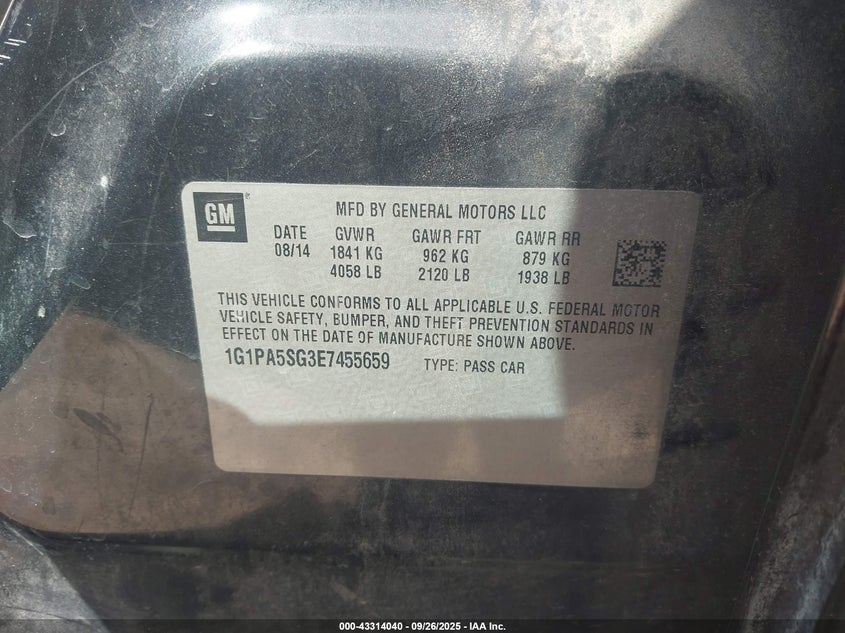 GM
MFD BY GENERAL MOTORS LLC
DATE GVWR GAWR FRT GAWR RR
08/14 1841 KG 962 KG 879 KG
4058 LB 2120 LB 1938 LB
THIS VEHICLE CONFORMS TO ALL APPLICABLE U.S. FEDERAL MOTOR
VEHICLE SAFETY, BUMPER, AND THEFT PREVENTION STANDARDS IN
EFFECT ON THE DATE OF MANUFACTURE SHOWN ABOVE.
1G1PA5SG3E7455659 TYPE: PASS CAR
000-43314040 - 09/26/2025 - IAA Inc.